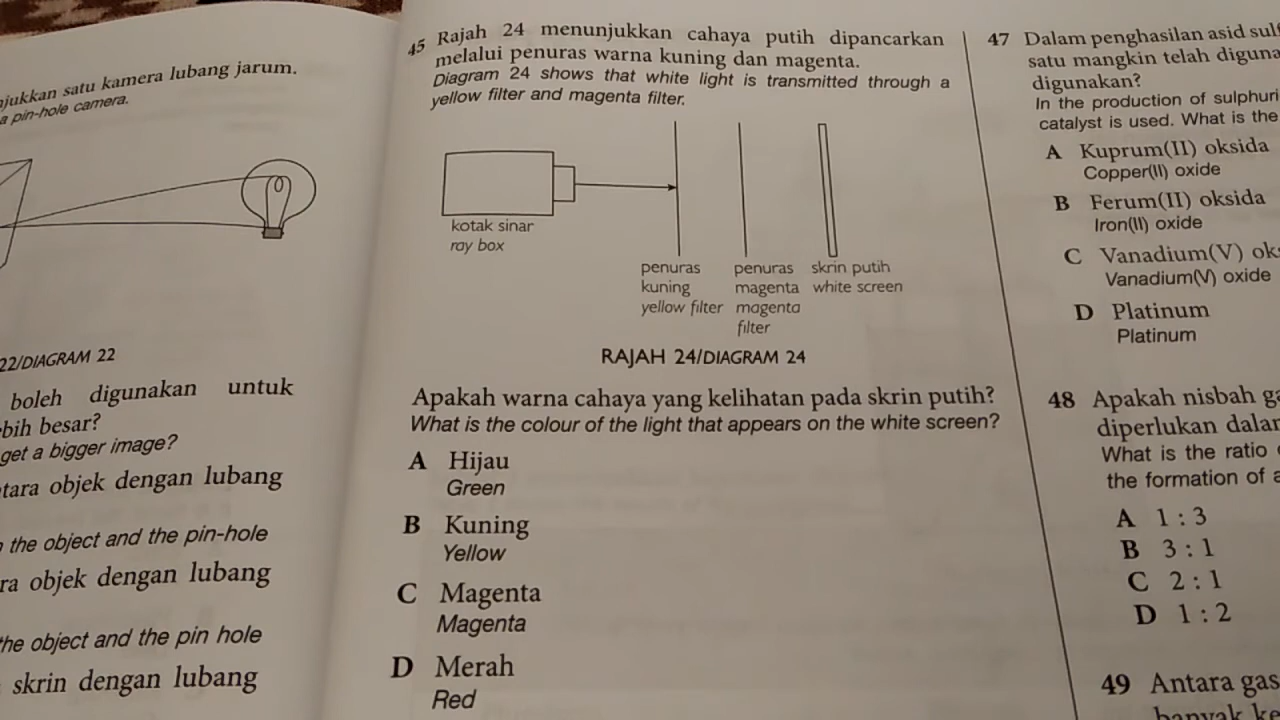 njukkan satu kamera lubang jarum.
a pin-hole camera.
22/DIAGRAM 22
boleh digunakan untuk
besar?
get a bigger image?
objek dengan lubang
the object and the pin-hole
objek dengan lubang
the object and the pin hole
skrin dengan lubang
45 Rajah 24 menunjukkan cahaya putih dipancarkan
melalui penuras warna kuning dan magenta.
Diagram 24 shows that white light is transmitted through a
yellow filter and magenta filter.
kotak sinar
ray box
penuras
kuning
yellow filter
penuras
magenta
magenta
filter
skrin putih
white screen
RAJAH 24/DIAGRAM 24
Apakah warna cahaya yang kelihatan pada skrin putih?
What is the colour of the light that appears on the white screen?
A Hijau
Green
B Kuning
Yellow
C Magenta
Magenta
D Merah
Red
47 Dalam penghasilan asid sulf
satu mangkin telah diguna
digunakan?
In the production of sulphuri
catalyst is used. What is the
A Kuprum(II) oksida
Copper(II) oxide
B Ferum(II) oksida
Iron(II) oxide
C Vanadium(V) oks
Vanadium(V) oxide
D Platinum
Platinum
48 Apakah nisbah ga
diperlukan dalam
What is the ratio
the formation of a
A 1 : 3
B 3 : 1
C 2 : 1
D 1 : 2
49 Antara gas